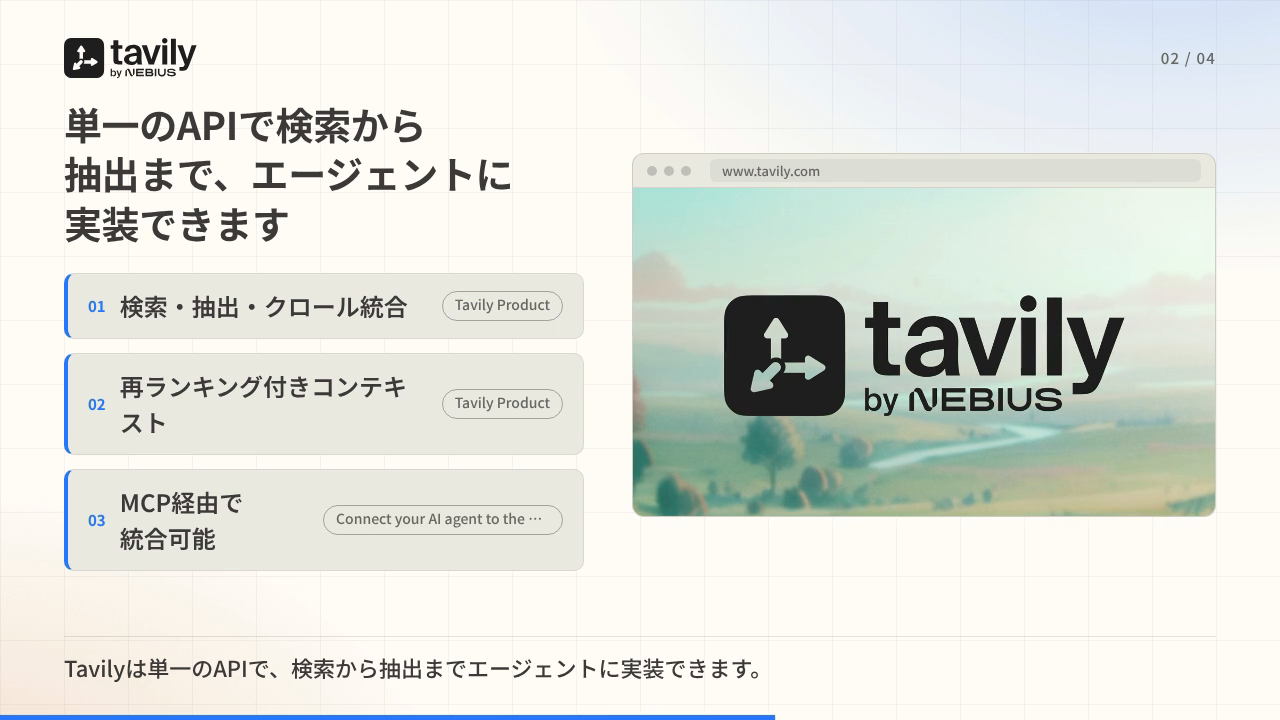 tavily
by NEBIUS
02 / 04
単一のAPIで検索から
抽出まで、エージェントに
実装できます
01 検索・抽出・クロール統合 Tavily Product
02 再ランキング付きコンテキ
スト Tavily Product
03 MCP経由で
統合可能 Connect your AI agent to the …
www.tavily.com
tavily
by NEBIUS
Tavilyは単一のAPIで、検索から抽出までエージェントに実装できます。